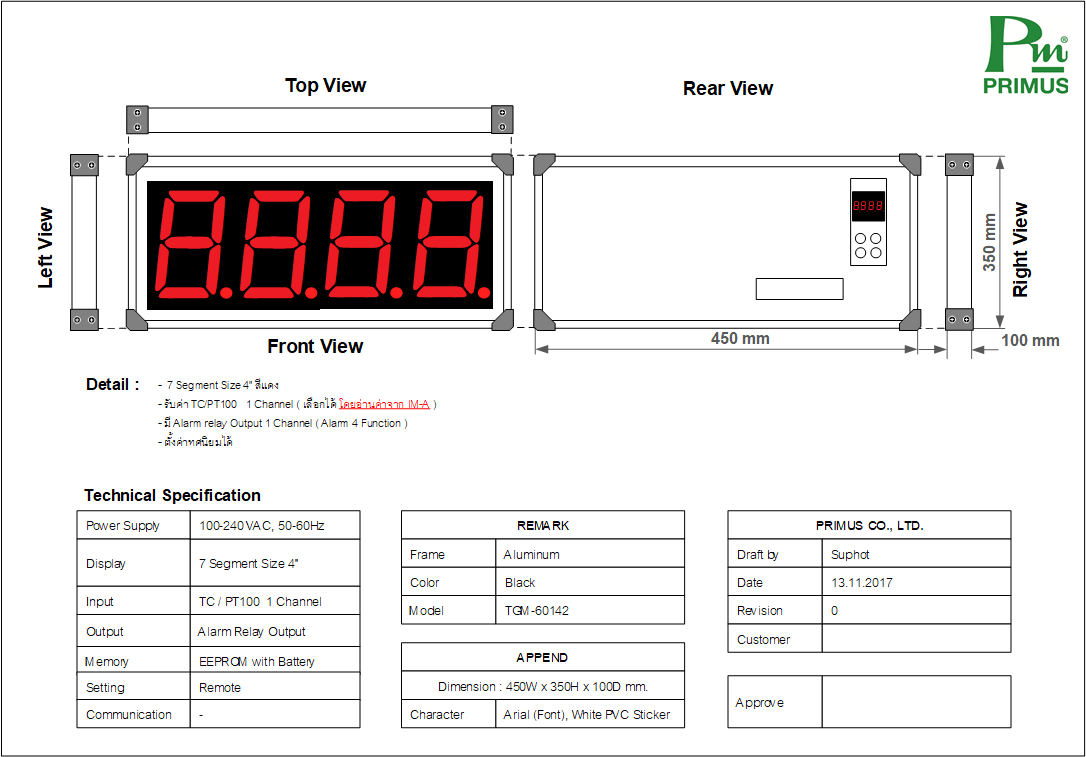 Pm®
PRIMUS
Top View
Rear View
Left View
8.8.8.8.
8888
350 mm
Right View
Front View
450 mm
100 mm
Detail :
- 7 Segment Size 4" สีแดง
- รับค่า TC/PT100 1 Channel ( เลือกได้ โดยอ่านค่าจาก IM-A )
- มี Alarm relay Output 1 Channel ( Alarm 4 Function )
- ตั้งค่าทศนิยมได้
Technical Specification
Power Supply 100-240 VAC, 50-60Hz
Display 7 Segment Size 4"
Input TC / PT100 1 Channel
Output Alarm Relay Output
Memory EEPROM with Battery
Setting Remote
Communication -
REMARK
Frame Aluminum
Color Black
Model TGM-60142
APPEND
Dimension : 450W x 350H x 100D mm.
Character Arial (Font), White PVC Sticker
PRIMUS CO., LTD.
Draft by Suphot
Date 13.11.2017
Revision 0
Customer
Approve